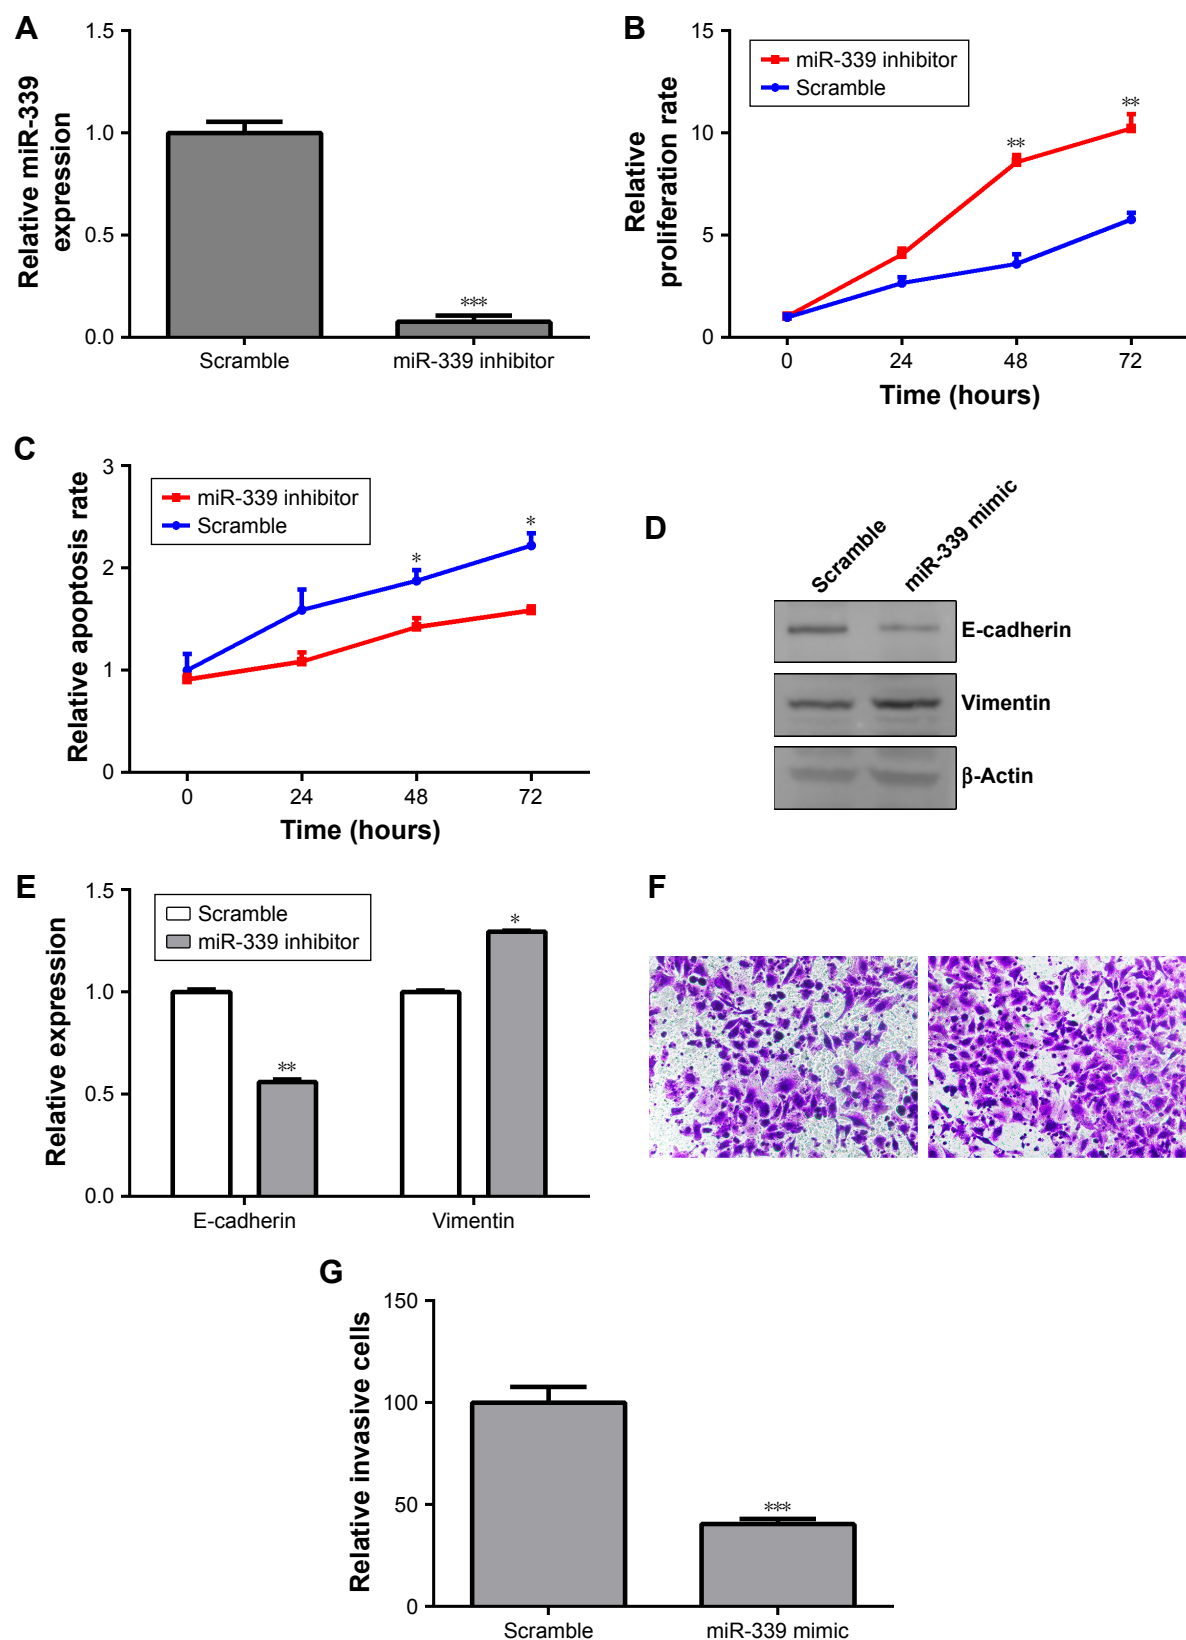 A
Relative miR-339
expression
1.5
1.0
0.5
0.0
***
Scramble
miR-339 inhibitor
B
Relative
proliferation rate
15
10
5
0
miR-339 inhibitor
Scramble
**
**
0
24
48
72
Time (hours)
C
Relative apoptosis rate
3
2
1
0
miR-339 inhibitor
Scramble
*
*
0
24
48
72
Time (hours)
D
Scramble
miR-339 mimic
E-cadherin
Vimentin
β-Actin
E
Relative expression
1.5
1.0
0.5
0.0
Scramble
miR-339 inhibitor
**
*
E-cadherin
Vimentin
F
G
Relative invasive cells
150
100
50
0
***
Scramble
miR-339 mimic